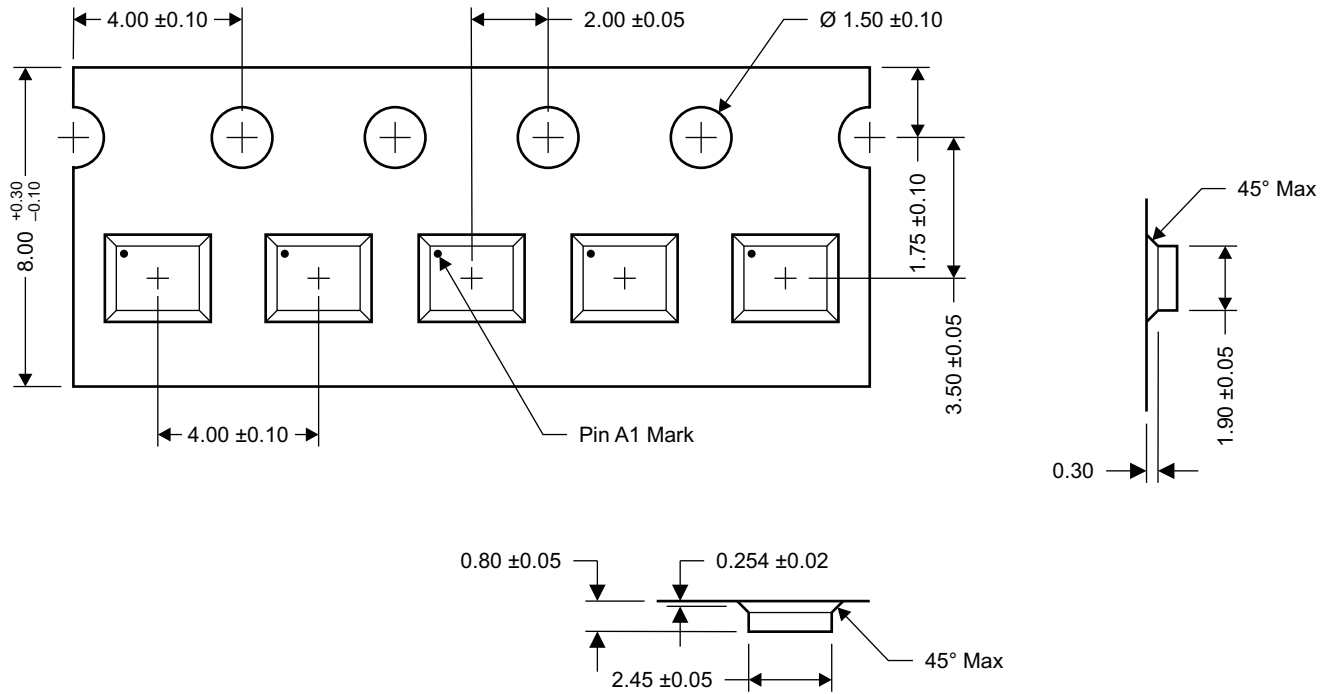 4.00 ±0.10
2.00 ±0.05
Ø 1.50 ±0.10
8.00 +0.30 –0.10
1.75 ±0.10
3.50 ±0.05
45° Max
1.90 ±0.05
0.30
4.00 ±0.10
Pin A1 Mark
0.80 ±0.05
0.254 ±0.02
2.45 ±0.05
45° Max